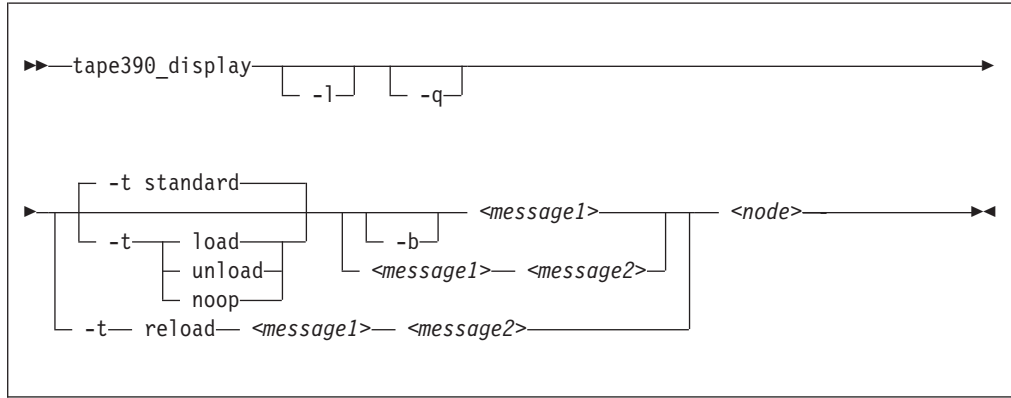 tape390_display
-l -q
-t standard
-t load <message1> <node>
-b
unload <message1> <message2>
noop
-t reload <message1> <message2>